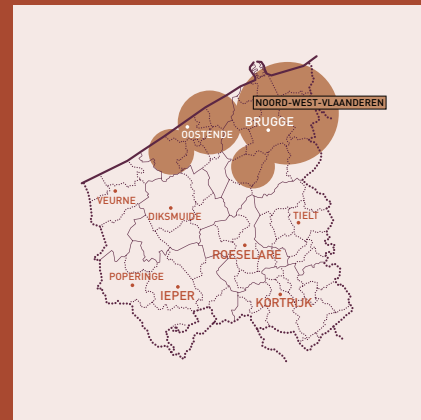 NOORD-WEST-VLAANDEREN
BRUGGE
OOSTENDE
VEURNE
DIKSMUIDE
TIELT
ROESELARE
POPERINGE
IEPER
KORTRIJK